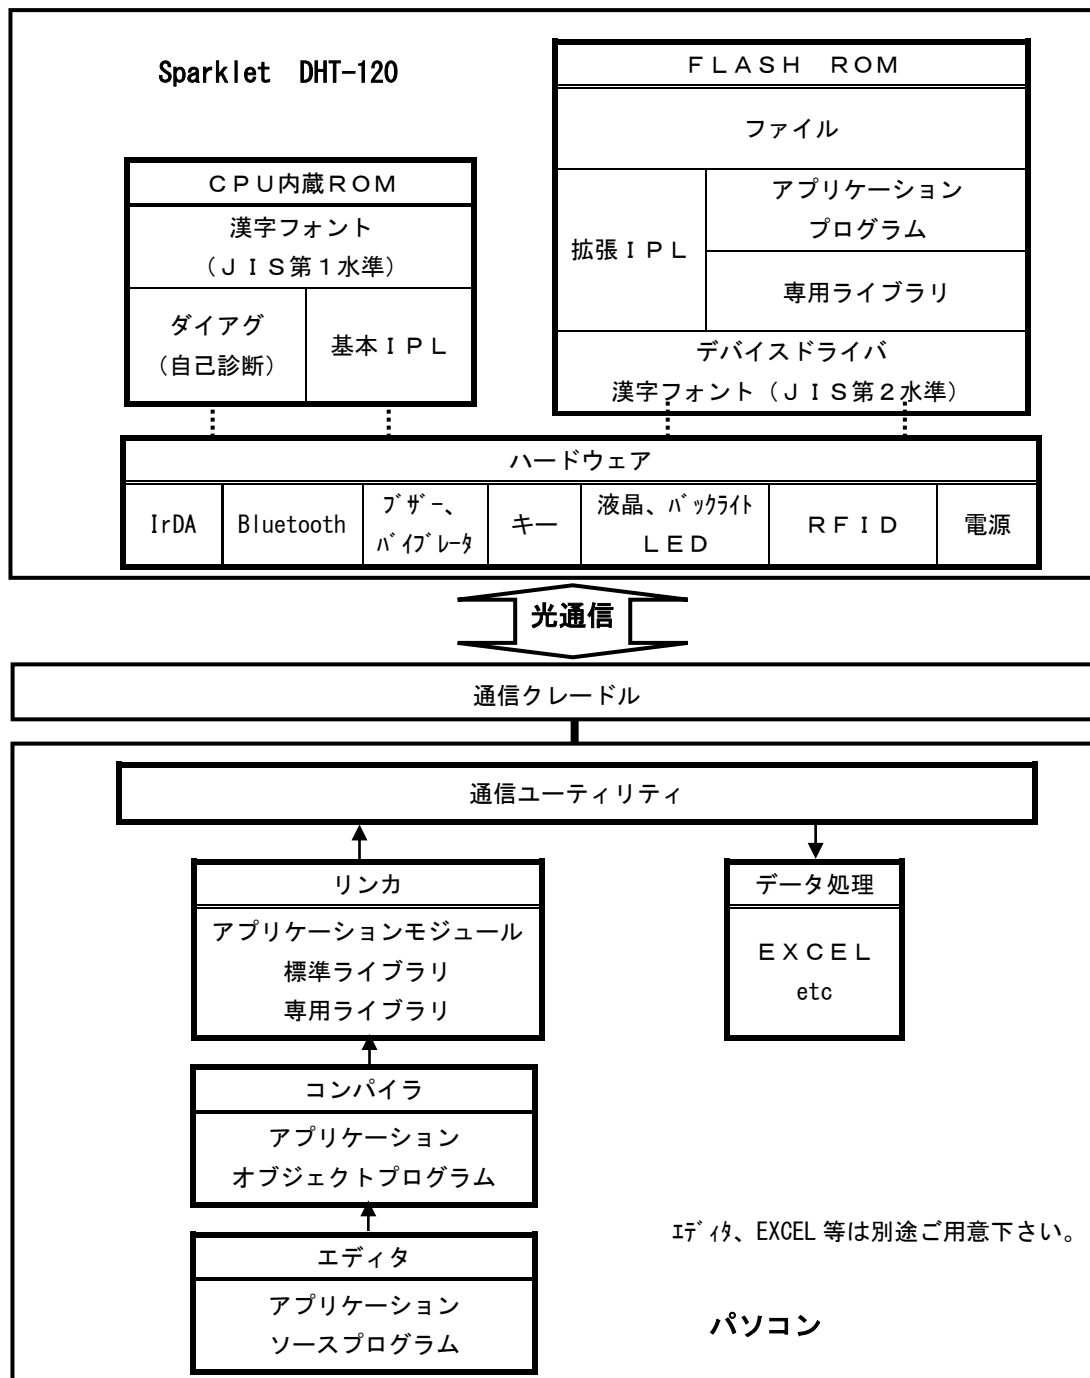 Sparklet DHT-120
ＦＬＡＳＨ ＲＯＭ
ファイル
拡張ＩＰＬ
アプリケーション
プログラム
専用ライブラリ
デバイスドライバ
漢字フォント（ＪＩＳ第２水準）
ＣＰＵ内蔵ＲＯＭ
漢字フォント
（ＪＩＳ第１水準）
ダイアグ
（自己診断）
基本ＩＰＬ
ハードウェア
IrDA
Bluetooth
ﾌﾞｻﾞｰ、
ﾊﾞｲﾌﾞﾚｰﾀ
キー
液晶、ﾊﾞｯｸﾗｲﾄ
ＬＥＤ
ＲＦＩＤ
電源
光通信
通信クレードル
通信ユーティリティ
リンカ
アプリケーションモジュール
標準ライブラリ
専用ライブラリ
データ処理
ＥＸＣＥＬ
etc
コンパイラ
アプリケーション
オブジェクトプログラム
エディタ
アプリケーション
ソースプログラム
ｴﾃﾞｨﾀ、EXCEL 等は別途ご用意下さい。
パソコン